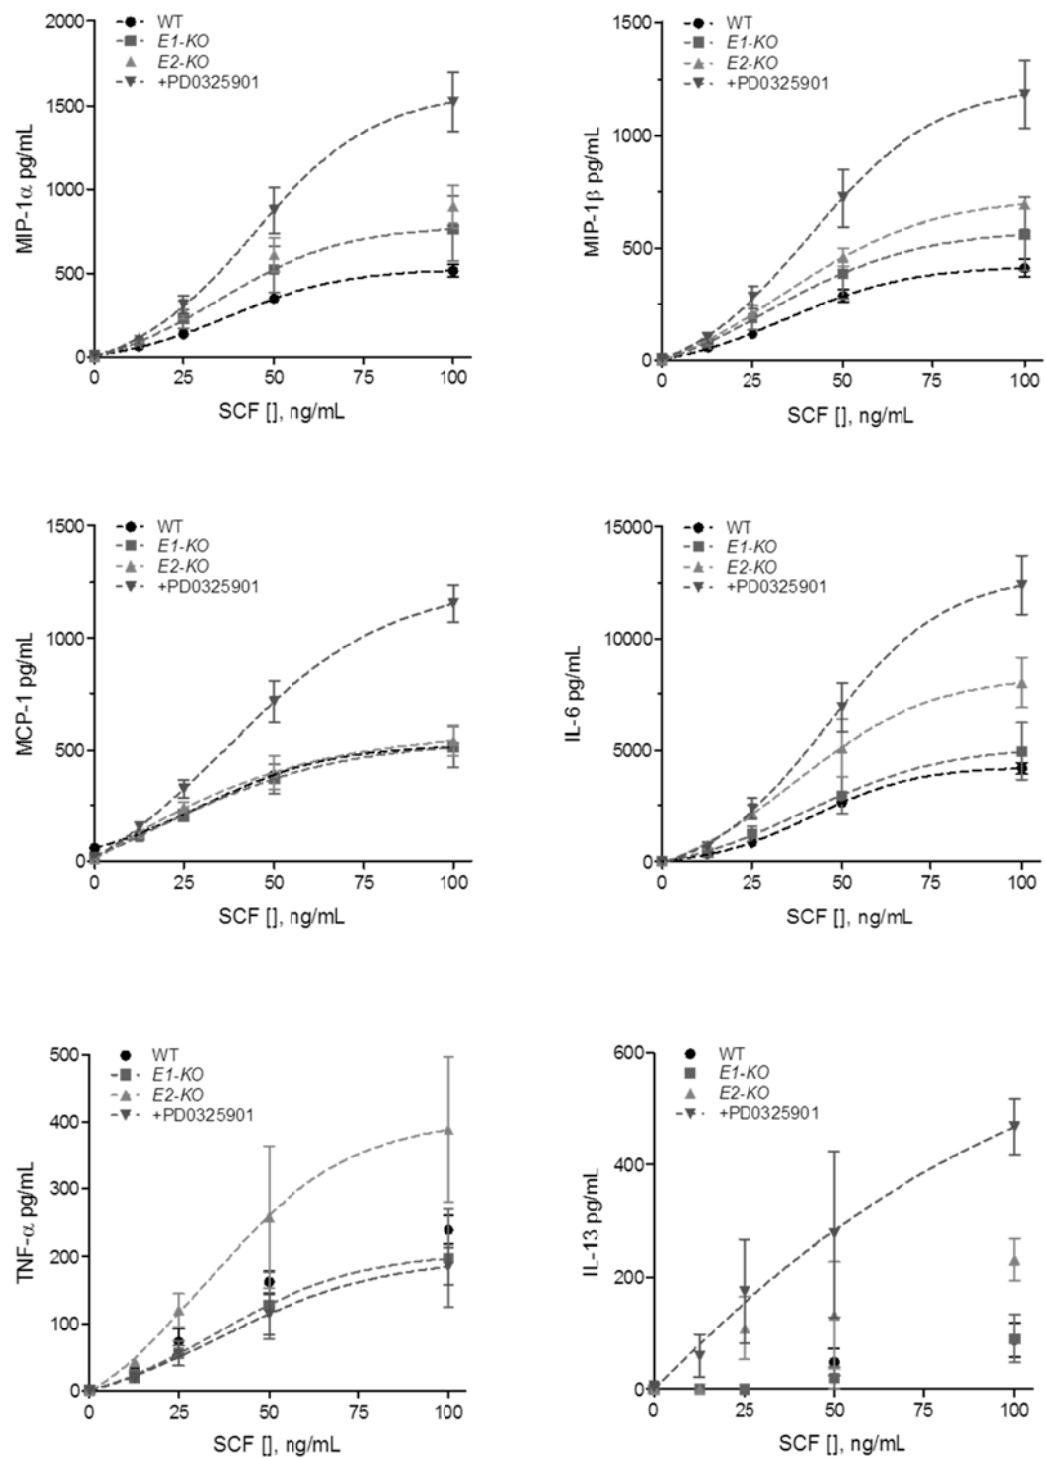 WT
E1-KO
E2-KO
+PD0325901
2000
1500
1000
500
0
MIP-1α pg/mL
0 25 50 75 100
SCF [], ng/mL
WT
E1-KO
E2-KO
+PD0325901
1500
1000
500
0
MIP-1β pg/mL
0 25 50 75 100
SCF [], ng/mL
WT
E1-KO
E2-KO
+PD0325901
1500
1000
500
0
MCP-1 pg/mL
0 25 50 75 100
SCF [], ng/mL
WT
E1-KO
E2-KO
+PD0325901
15000
10000
5000
0
IL-6 pg/mL
0 25 50 75 100
SCF [], ng/mL
WT
E1-KO
E2-KO
+PD0325901
500
400
300
200
100
0
TNF-α pg/mL
0 25 50 75 100
SCF [], ng/mL
WT
E1-KO
E2-KO
+PD0325901
600
400
200
0
IL-13 pg/mL
0 25 50 75 100
SCF [], ng/mL